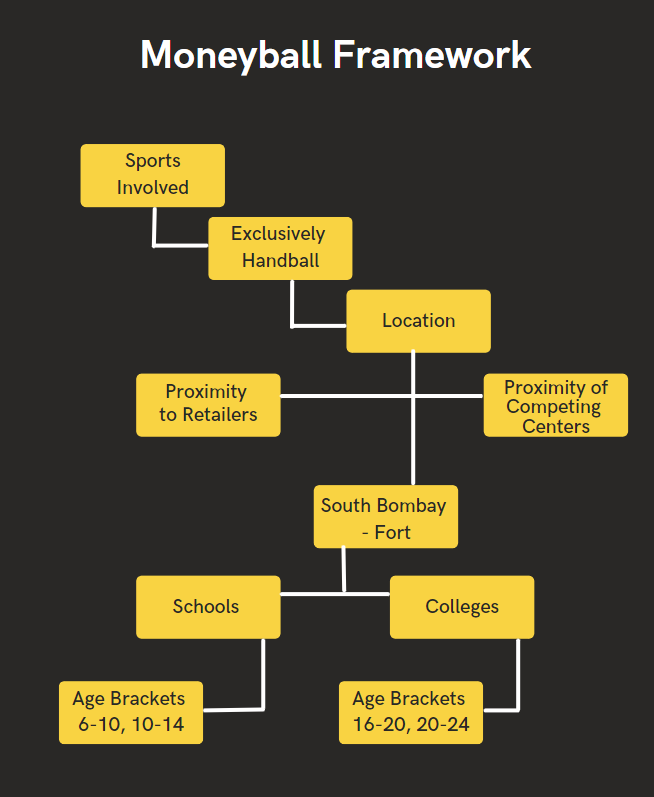 Moneyball Framework
Sports
Involved
Exclusively
Handball
Location
Proximity
to Retailers
Proximity of
Competing
Centers
South Bombay
- Fort
Schools
Colleges
Age Brackets
6-10, 10-14
Age Brackets
16-20, 20-24